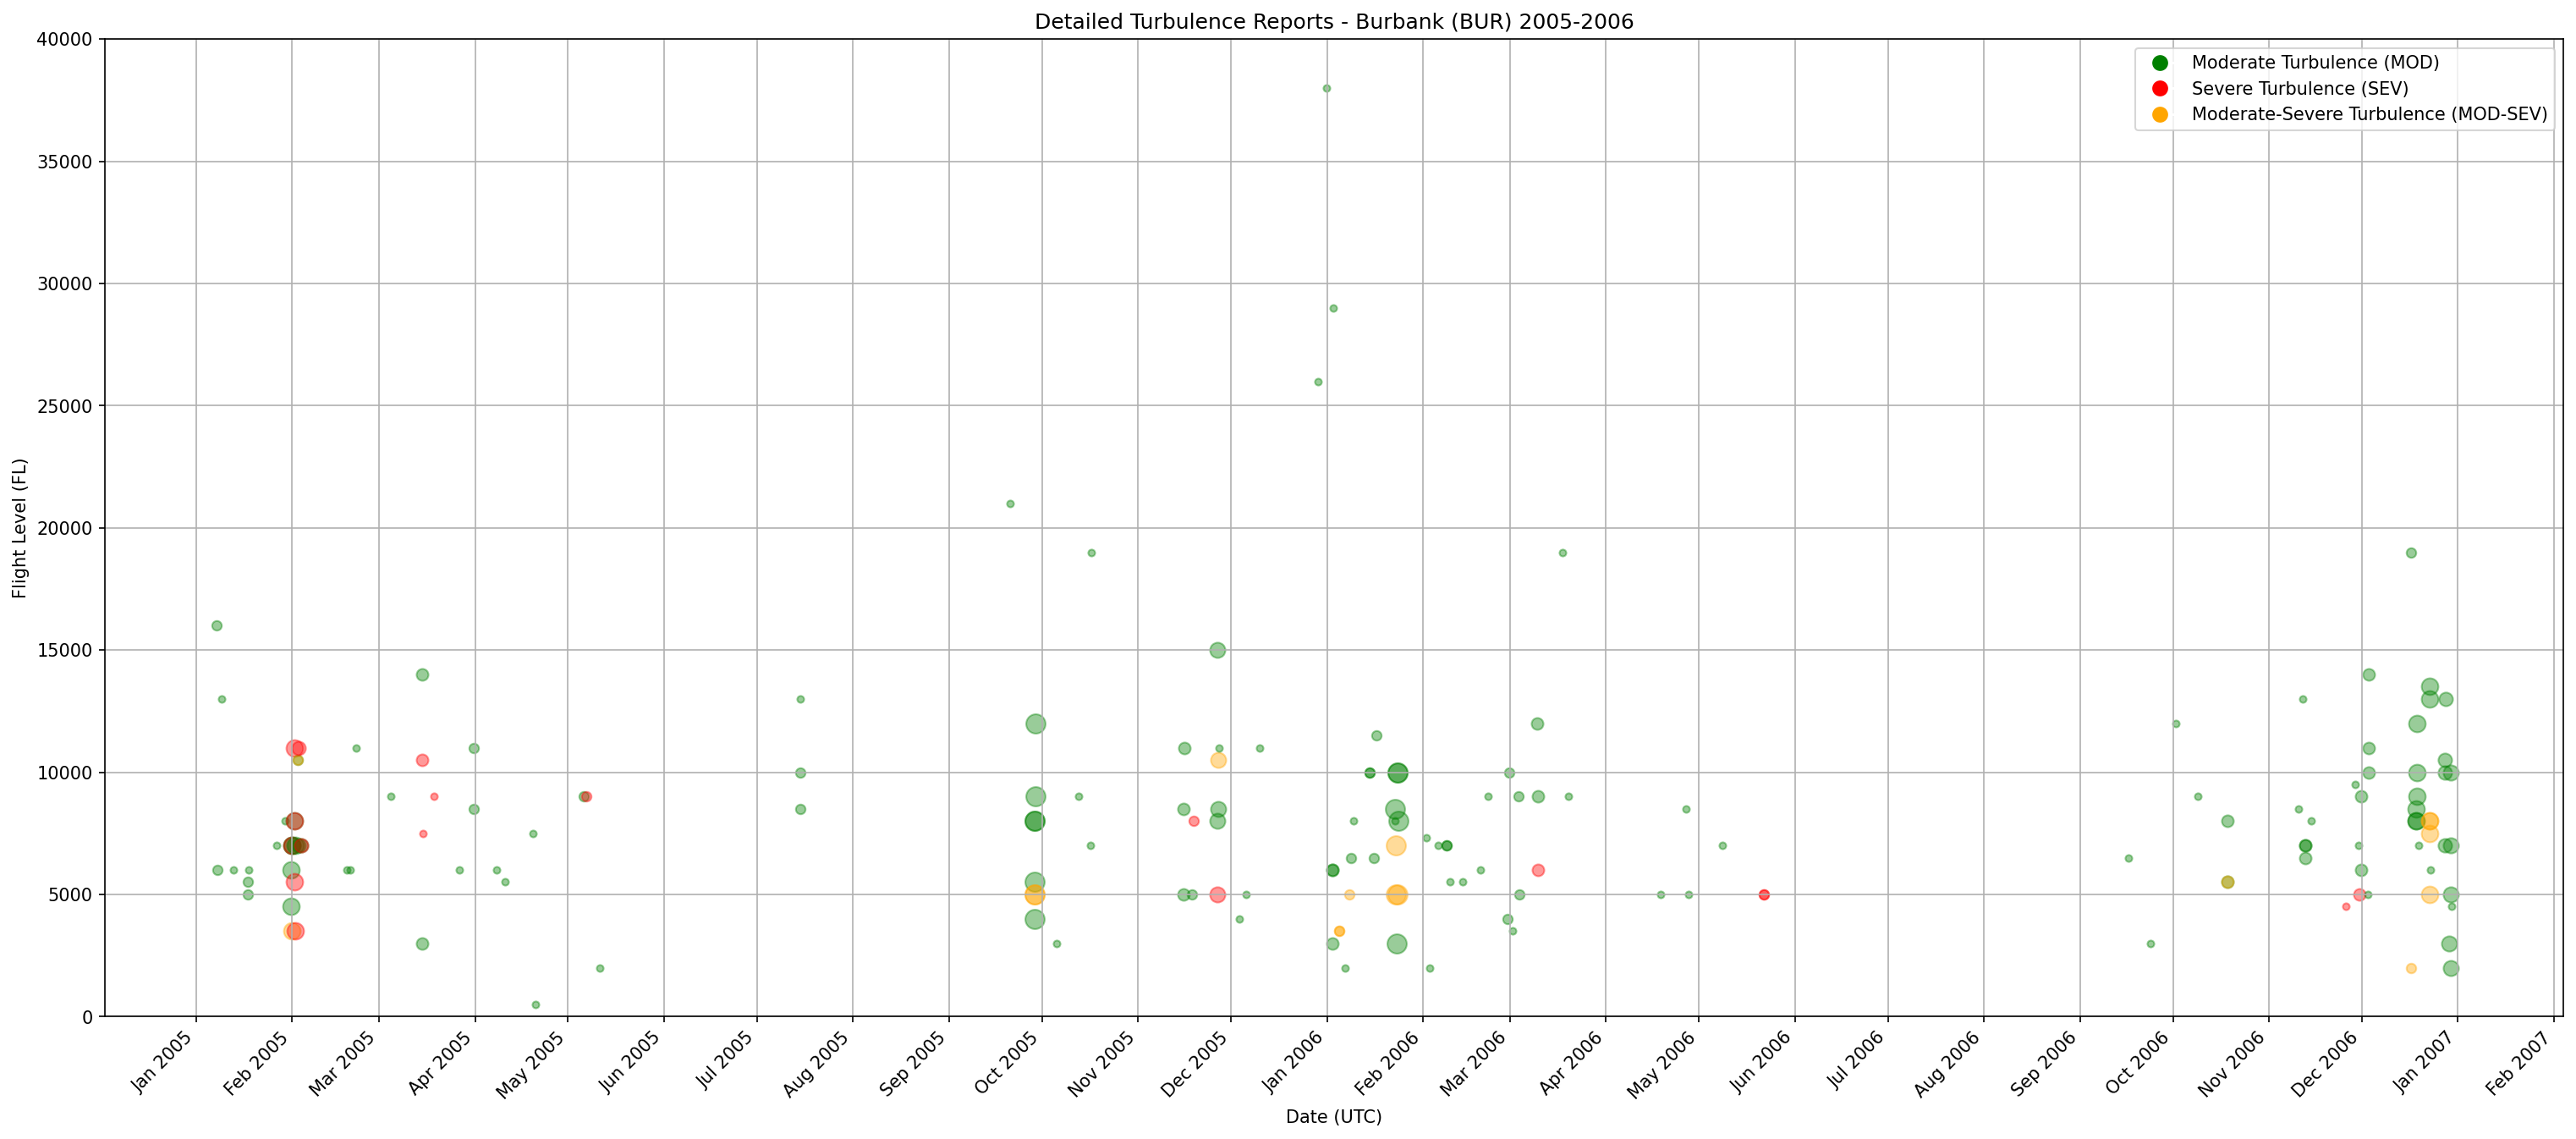 Detailed Turbulence Reports - Burbank (BUR) 2005-2006
Moderate Turbulence (MOD)
Severe Turbulence (SEV)
Moderate-Severe Turbulence (MOD-SEV)
Flight Level (FL)
40000
35000
30000
25000
20000
15000
10000
5000
0
Jan 2005
Feb 2005
Mar 2005
Apr 2005
May 2005
Jun 2005
Jul 2005
Aug 2005
Sep 2005
Oct 2005
Nov 2005
Dec 2005
Jan 2006
Feb 2006
Mar 2006
Apr 2006
May 2006
Jun 2006
Jul 2006
Aug 2006
Sep 2006
Oct 2006
Nov 2006
Dec 2006
Jan 2007
Feb 2007
Date (UTC)